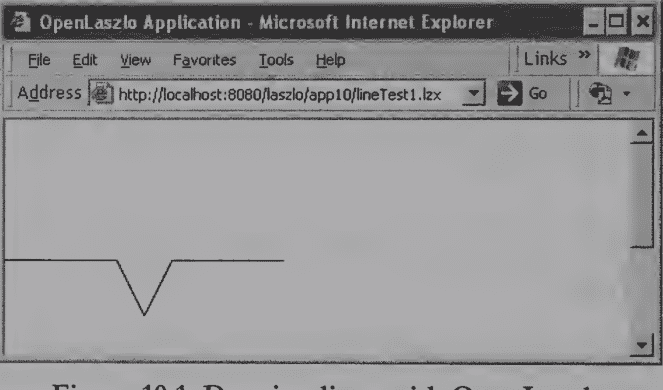 OpenLaszlo Application - Microsoft Internet Explorer
File Edit View Favorites Tools Help Links »
Address http://localhost:8080/laszlo/app10/lineTest1.lzx Go
Figure 10.1. Drawing lines with OpenLaszlo